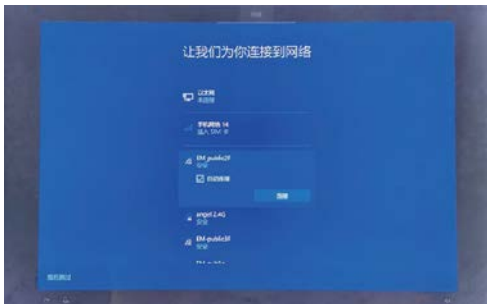 让我们为你连接到网络
以太网
未连接
手机网络 14
插入 SIM 卡
EM-public2F
安全
自动连接
连接
angel 2.4G
安全
EM-public3F
安全
现在跳过